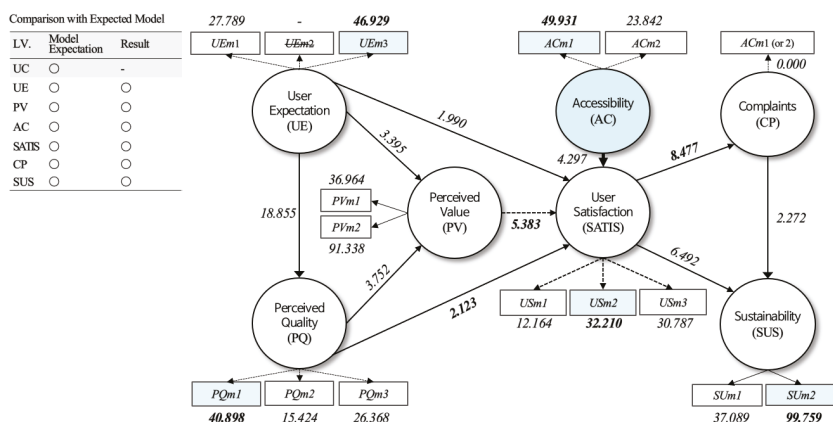 Comparison with Expected Model
LV. Model Expectation Result
UC ○ -
UE ○ ○
PV ○ ○
AC ○ ○
SATIS ○ ○
CP ○ ○
SUS ○ ○
27.789 - 46.929
UEm1 UEm2 UEm3
49.931 23.842
ACm1 ACm2
ACm1 (or 2)
0.000
User
Expectation
(UE)
Accessibility
(AC)
Complaints
(CP)
1.990
3.395
4.297
8.477
36.964
PVm1
PVm2
91.338
Perceived
Value
(PV)
5.383
User
Satisfaction
(SATIS)
18.855
2.272
3.752
2.123
6.492
USm1 USm2 USm3
12.164 32.210 30.787
Perceived
Quality
(PQ)
Sustainability
(SUS)
PQm1 PQm2 PQm3
40.898 15.424 26.368
SUm1 SUm2
37.089 99.759